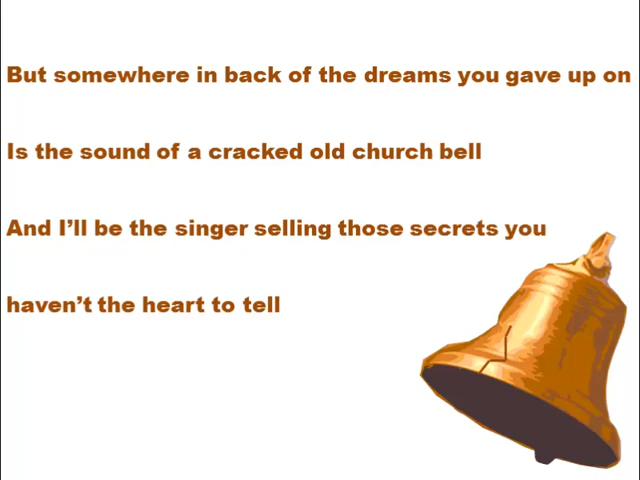 But somewhere in back of the dreams you gave up on
Is the sound of a cracked old church bell
And I’ll be the singer selling those secrets you
haven’t the heart to tell